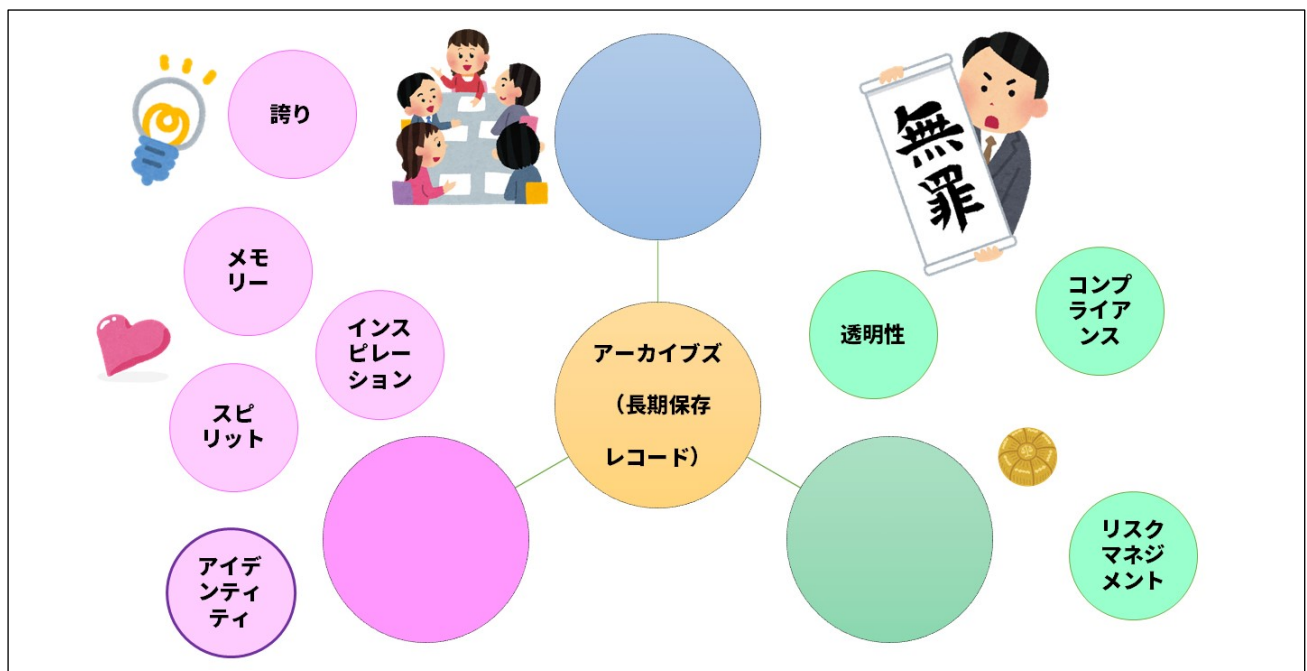 誇り
無
罪
メモ
リー
インス
ピレー
ション
スピ
リット
アイデ
ンティ
ティ
アーカイブズ
（長期保存
レコード）
透明性
コンプ
ライア
ンス
リスク
マネジ
メント